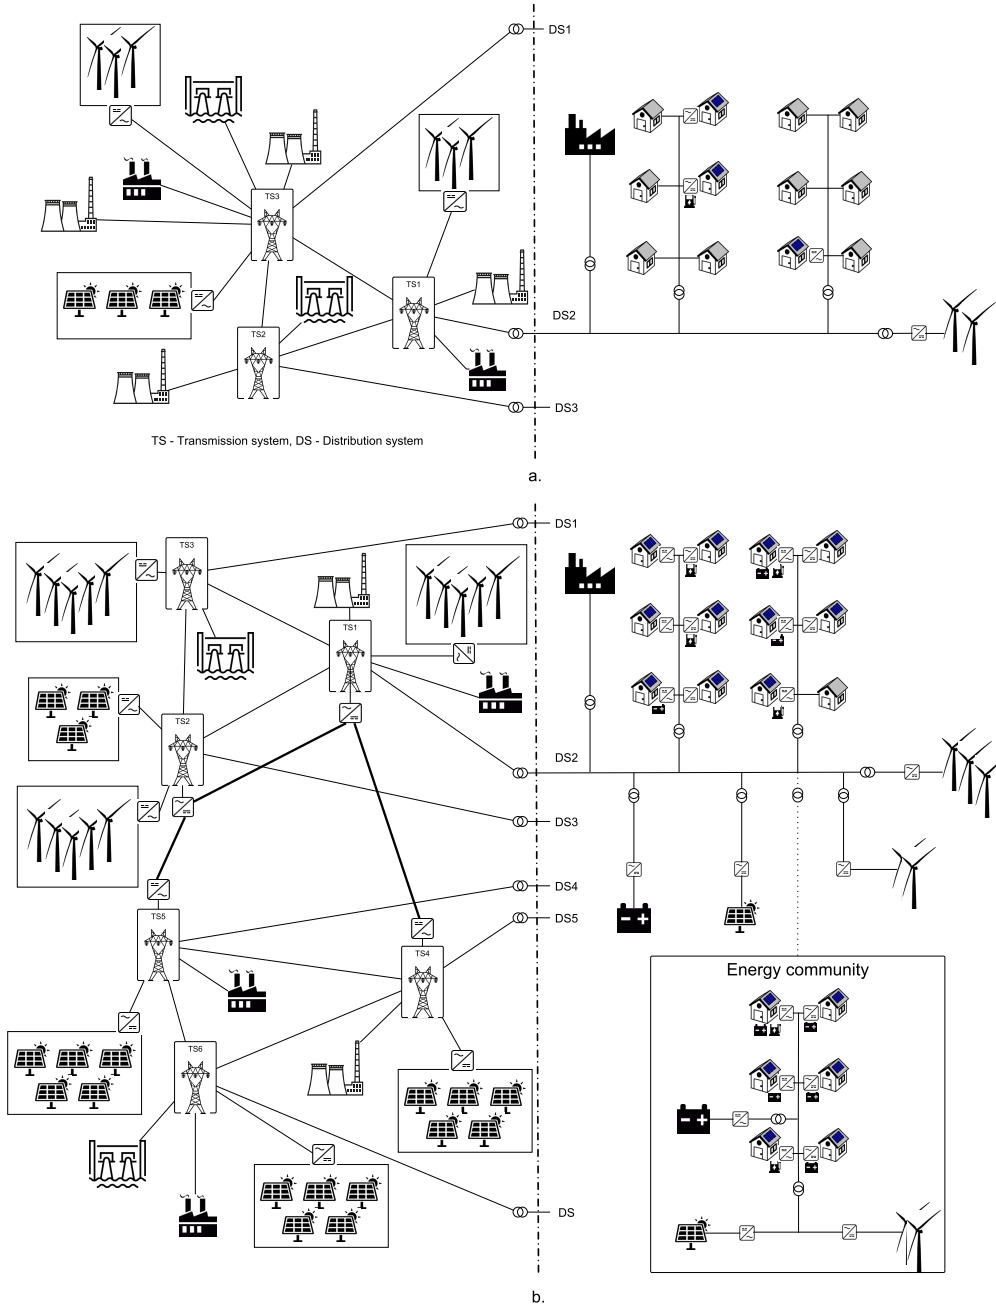 DS1
TS3
TS1
DS2
TS2
DS3
TS - Transmission system, DS - Distribution system
a.
DS1
TS3
TS1
TS2
DS2
DS3
DS4
TS5
DS5
TS4
Energy community
TS6
DS
b.